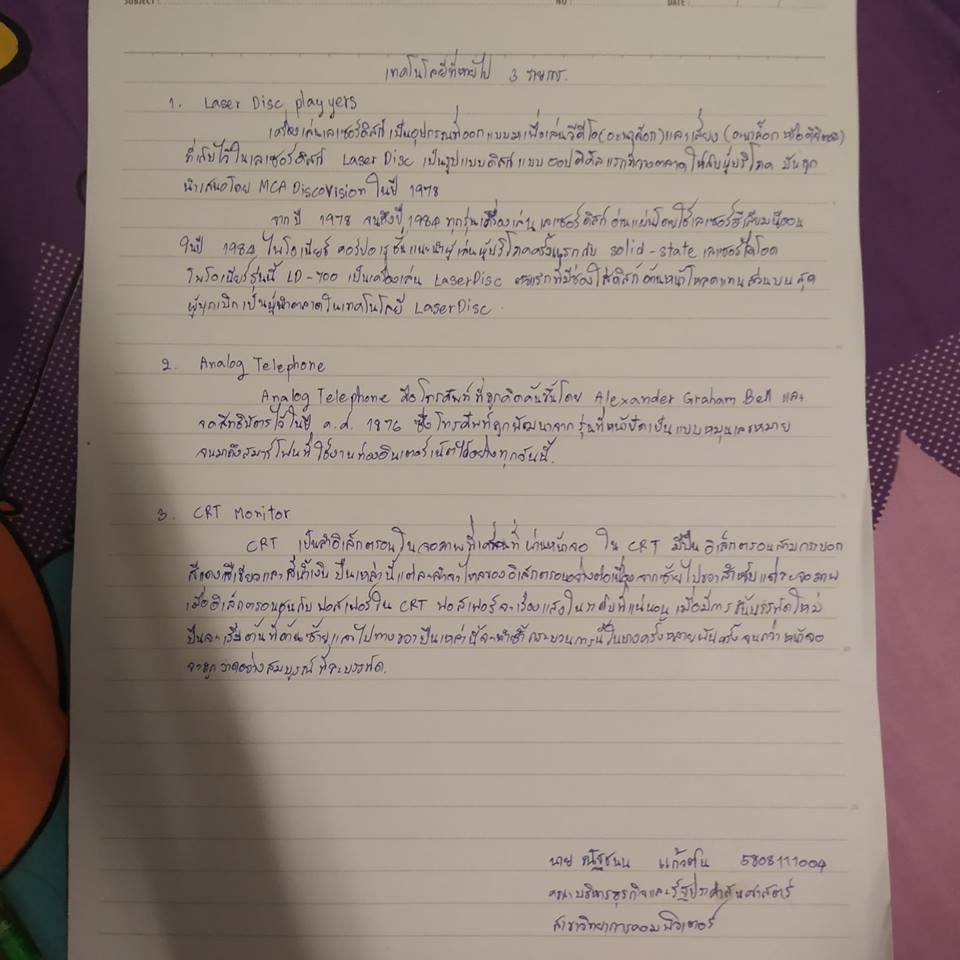 SUBJECT : NO : DATE :
เทคโนโลยีที่หายไป 3 รายการ.
1. Laser Disc playyers
เครื่องเล่นเลเซอร์ดิสก์ เป็นอุปกรณ์ที่ออกแบบมาเพื่อเล่นวีดีโอ(อะนาล็อก)และเสียง (อะนาล็อก หรือดิจิตอล)
ที่เก็บไว้ในเลเซอร์ดิสก์ Laser Disc เป็นรูปแบบดิสก์ แบบ ออปติคัล แรกที่วางตลาด ให้กับผู้บริโภค มันถูก
นำเสนอโดย MCA DiscoVision ในปี 1978
จากปี 1978 จนถึงปี 1984 ทุกรุ่นเครื่องเล่น เลเซอร์ดิสก์ อ่านแผ่นโดยใช้เลเซอร์ฮีเลียมนีออน
ในปี 1984 ไพโอเนียร์ คอร์ปอเรชั่นแนะนำผู้เล่นผู้บริโภคครั้งแรกกับ solid-state เลเซอร์ไดโอด
ไพโอเนียร์รุ่นนี้ LD-700 เป็นเครื่องเล่น LaserDisc ตัวแรกที่มีช่องใส่ดิสก์ ด้านหน้าโหลดแทนส่วนบนสุด
ผู้บุกเบิกเป็นผู้นำตลาดในเทคโนโลยี LaserDisc.
2. Analog Telephone
Analog Telephone คือโทรศัพท์ที่ถูกคิดค้นขึ้นโดย Alexander Graham Bell และ
จดสิทธิบัตรไว้ในปี ค.ศ. 1876 ซึ่งโทรศัพท์ถูกพัฒนาจาก รุ่นที่หน้าปัดเป็นแบบหมุนเลขหมาย
จนมาถึงสมาร์โฟนที่ใช้งานท่องอินเตอร์เน็ตได้อย่างทุกวันนี้.
3. CRT Monitor
CRT เป็นลำอิเล็กตรอนในจอภาพที่เคลื่อนที่ผ่านหน้าจอ ใน CRT มีปืนอิเล็กตรอนสามกระบอก
สีแดงสีเขียวและสีน้ำเงิน ปืนเหล่านี้แต่ละลำจะไหลของอิเล็กตรอนอย่างต่อเนื่องจากซ้ายไปขวาสำหรับแต่ละจอภาพ
เมื่ออิเล็กตรอนชนกับฟอสเฟอร์ใน CRT ฟอสเฟอร์จะเรืองแสงในระดับที่แน่นอน เมื่อมีการ บรรทัดใหม่
ปืนจะเริ่มต้นที่ด้านซ้ายและไปทางขวาปืนเหล่านี้จะทำซ้ำกระบวนการนี้ในบางครั้งหลายพันครั้งจนกว่าหน้าจอ
จะถูกวาดอย่างสมบูรณ์ทีละบรรทัด.
นาย ณัฐชนน แก้วตัน 5808111004
คณะบริหารธุรกิจและรัฐประศาสนศาสตร์
สาขาวิทยาการคอมพิวเตอร์